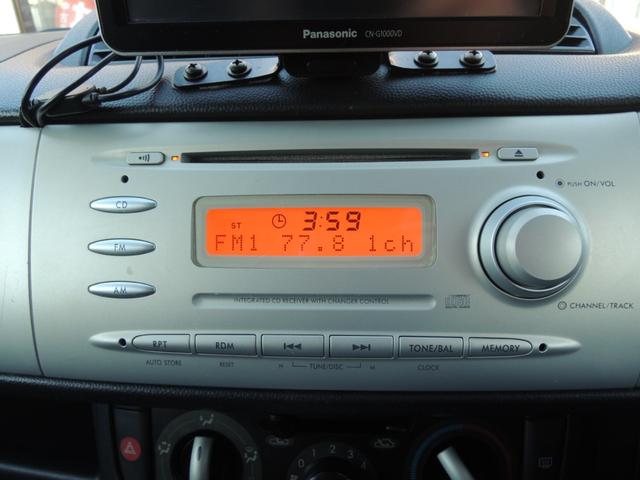 Panasonic CN-G1000VD
PUSH ON/VOL
CD
ST 3:59
FM1 77.8 1ch
FM
AM
INTEGRATED CD RECEIVER WITH CHANGER CONTROL
CHANNEL/TRACK
RPT RDM TONE/BAL MEMORY
AUTO STORE RESET H TUNE/DISC M CLOCK